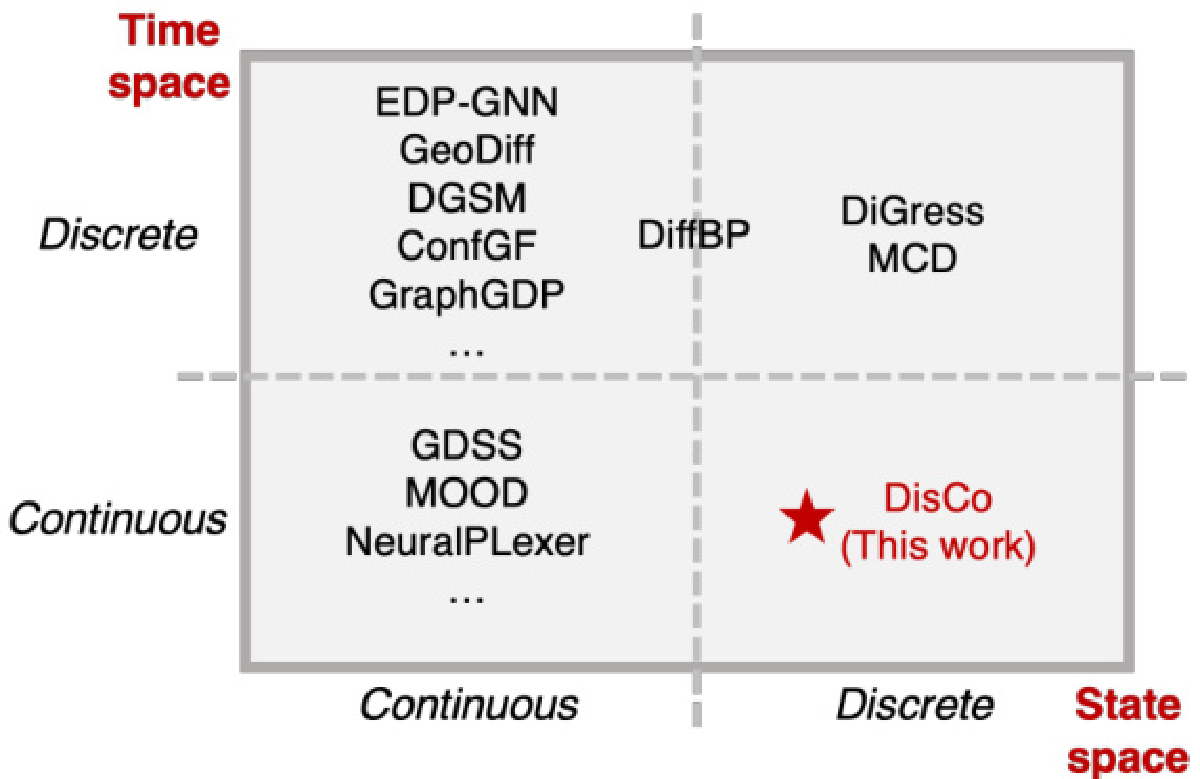 Time
space
EDP-GNN
GeoDiff
DGSM
ConfGF
GraphGDP
...
Discrete
DiffBP
DiGress
MCD
GDSS
MOOD
NeuralPLexer
...
Continuous
DisCo
(This work)
Continuous
Discrete
State
space